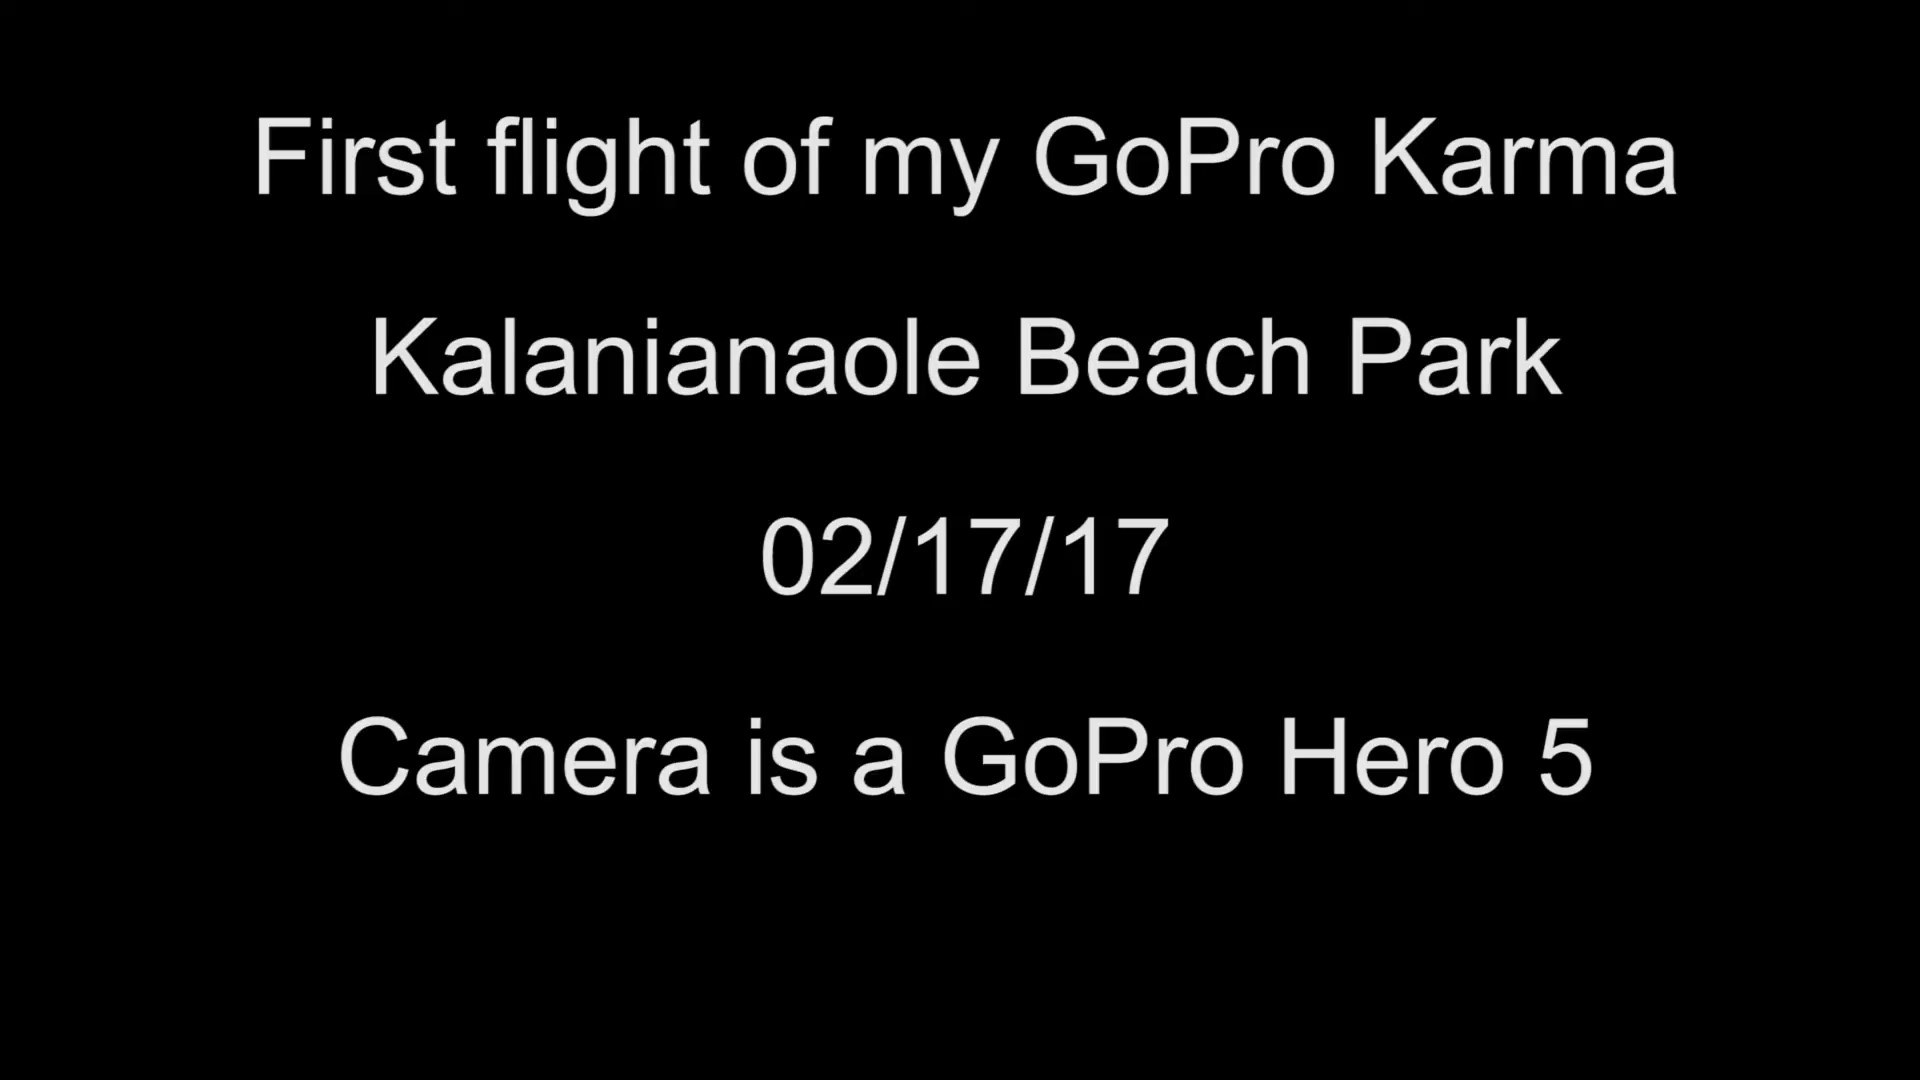 First flight of my GoPro Karma
Kalanianaole Beach Park
02/17/17
Camera is a GoPro Hero 5